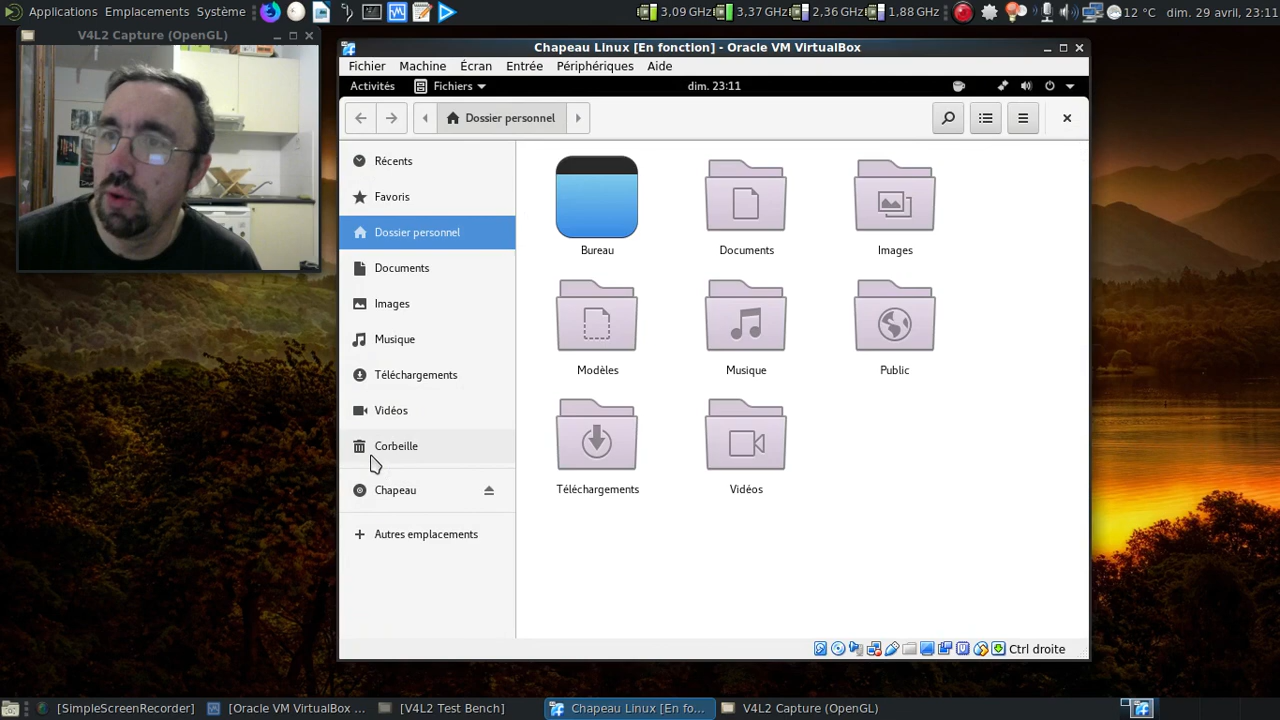 Applications Emplacements Système 3,09 GHz 3,37 GHz 2,36 GHz 1,88 GHz 12 °C dim. 29 avril, 23:11
V4L2 Capture (OpenGL)
Chapeau Linux [En fonction] - Oracle VM VirtualBox
Fichier Machine Écran Entrée Périphériques Aide
Activités Fichiers dim. 23:11
Dossier personnel
Récents
Favoris
Dossier personnel
Documents
Images
Musique
Téléchargements
Vidéos
Corbeille
Chapeau
Autres emplacements
Bureau Documents Images
Modèles Musique Public
Téléchargements Vidéos
Ctrl droite
[SimpleScreenRecorder] [Oracle VM VirtualBox ... [V4L2 Test Bench] Chapeau Linux [En fo... V4L2 Capture (OpenGL)